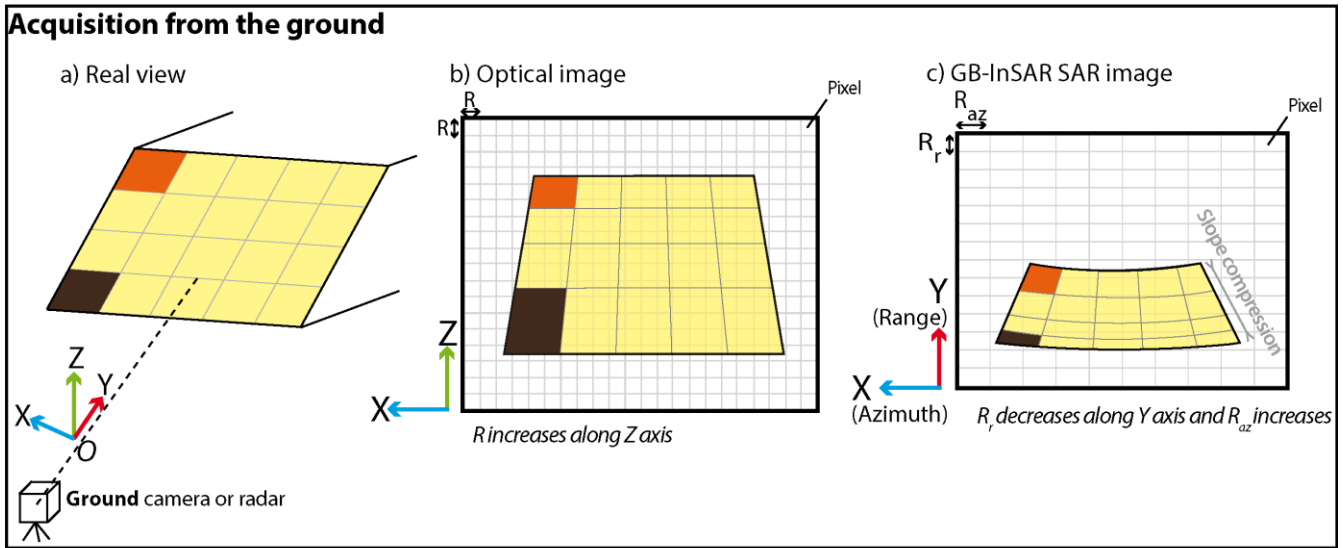 Acquisition from the ground
a) Real view
b) Optical image
c) GB-InSAR SAR image
R
R
Pixel
R az
R r
Pixel
Slope compression
Z
Y
X
O
Ground camera or radar
Z
X
R increases along Z axis
Y
(Range)
X
(Azimuth)
R r decreases along Y axis and R az increases